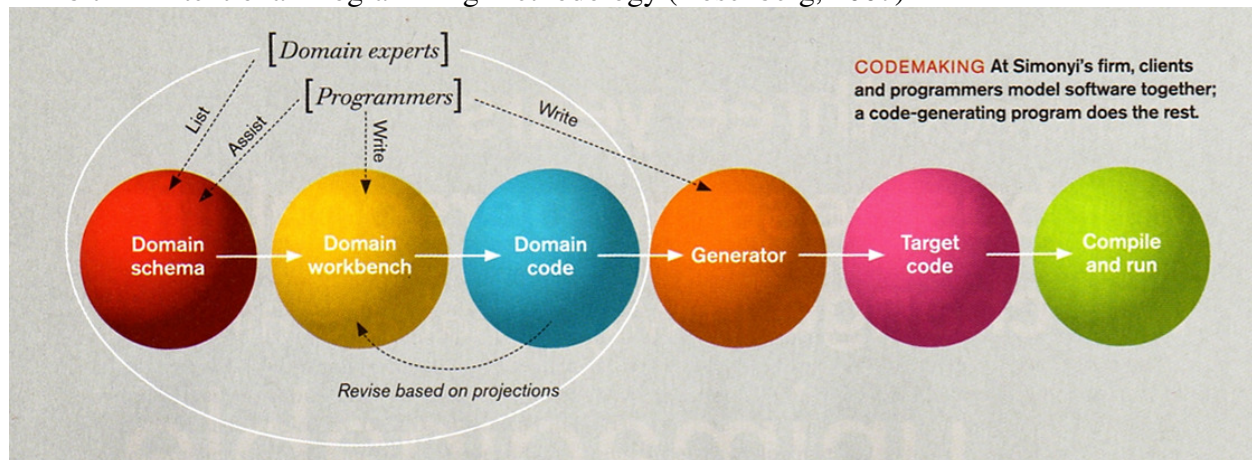 [Domain experts]
[Programmers]
CODEMAKING At Simonyi's firm, clients
and programmers model software together;
a code-generating program does the rest.
List
Assist
Write
Write
Domain
schema
Domain
workbench
Domain
code
Generator
Target
code
Compile
and run
Revise based on projections